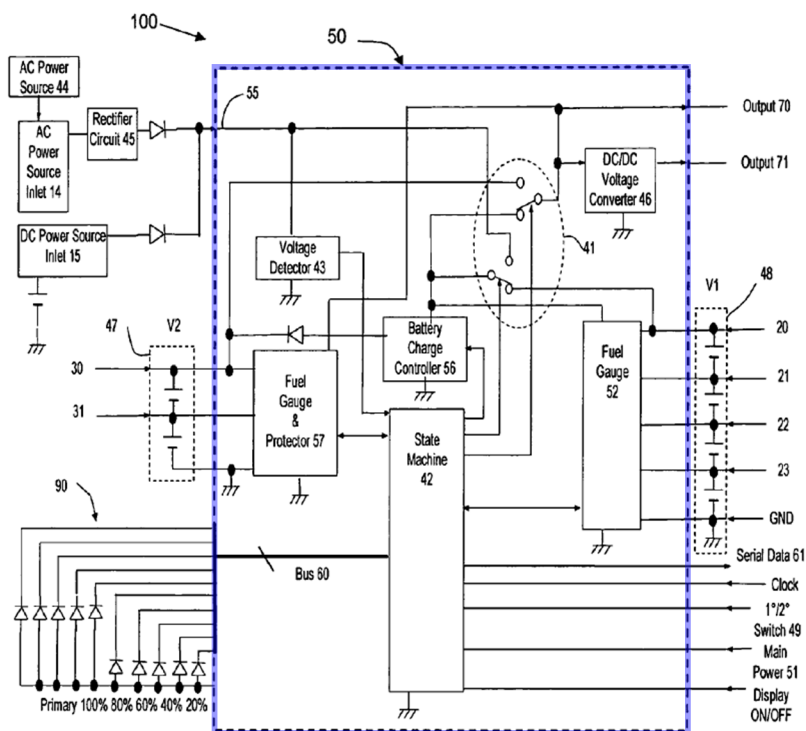 100
50
AC Power
Source 44
55
Rectifier
Circuit 45
AC
Power
Source
Inlet 14
Output 70
Output 71
DC/DC
Voltage
Converter 46
DC Power Source
Inlet 15
Voltage
Detector 43
41
V2
47
V1
48
Battery
Charge
Controller 56
30
31
Fuel
Gauge
&
Protector 57
Fuel
Gauge
52
20
21
22
23
GND
State
Machine
42
90
Bus 60
Serial Data 61
Clock
1°/2°
Switch 49
Main
Power 51
Display
ON/OFF
Primary 100% 80% 60% 40% 20%